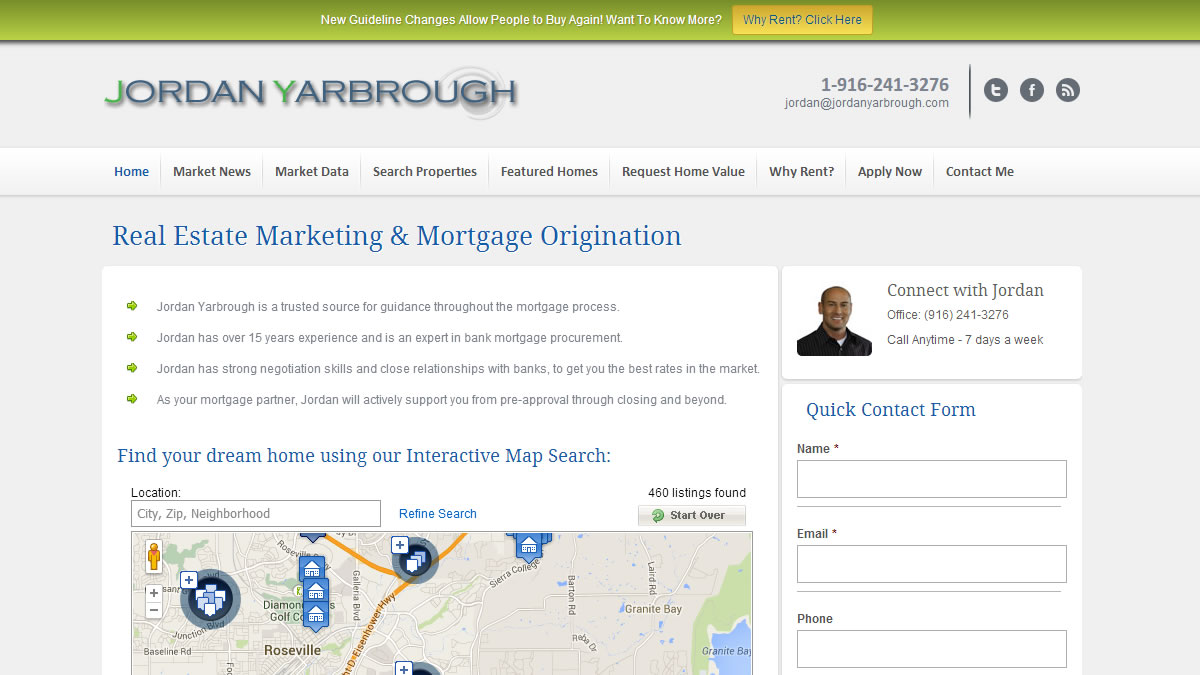 New Guideline Changes Allow People to Buy Again! Want To Know More? Why Rent? Click Here
JORDAN YARBROUGH
1-916-241-3276
jordan@jordanyarbrough.com
Home Market News Market Data Search Properties Featured Homes Request Home Value Why Rent? Apply Now Contact Me
Real Estate Marketing & Mortgage Origination
Jordan Yarbrough is a trusted source for guidance throughout the mortgage process.
Jordan has over 15 years experience and is an expert in bank mortgage procurement.
Jordan has strong negotiation skills and close relationships with banks, to get you the best rates in the market.
As your mortgage partner, Jordan will actively support you from pre-approval through closing and beyond.
Find your dream home using our Interactive Map Search:
Location:
460 listings found
City, Zip, Neighborhood
Refine Search
Start Over
Roseville
Galleria Blvd
Sierra College
Barton Rd
Laird Rd
Granite Bay
Diamon
Golf Co
Junction Blvd
Baseline Rd
Roseville
Reba Dr
t-D-Eisenhower-Hwy
Granite Bay
Connect with Jordan
Office: (916) 241-3276
Call Anytime - 7 days a week
Quick Contact Form
Name *
Email *
Phone